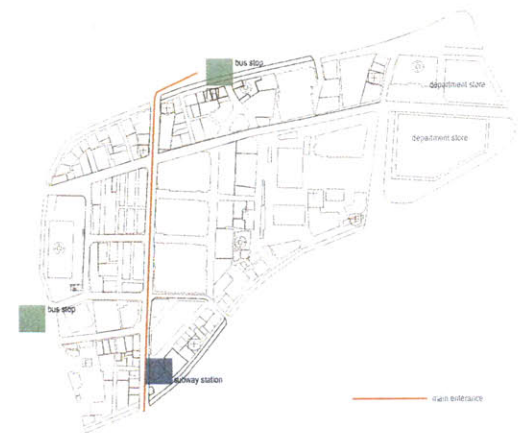 bus stop
department store
department store
bus stop
subway station
main entrance